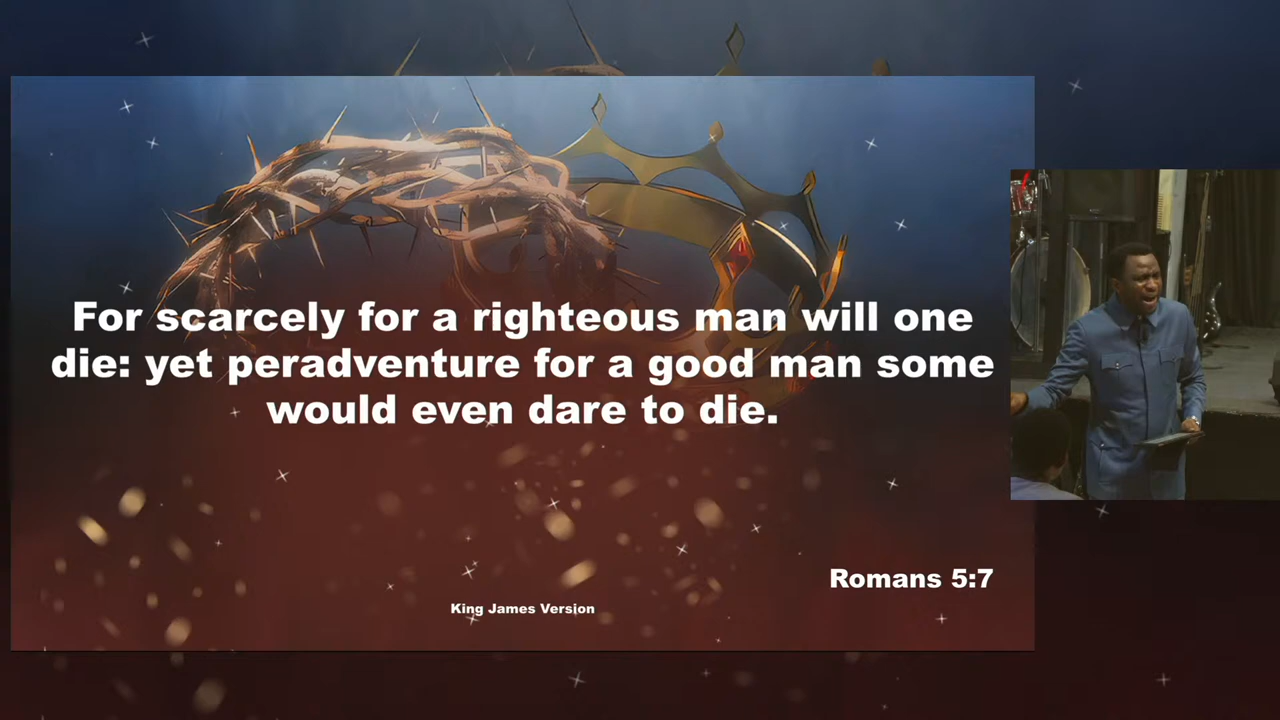 For scarcely for a righteous man will one
die: yet peradventure for a good man some
would even dare to die.
Romans 5:7
King James Version